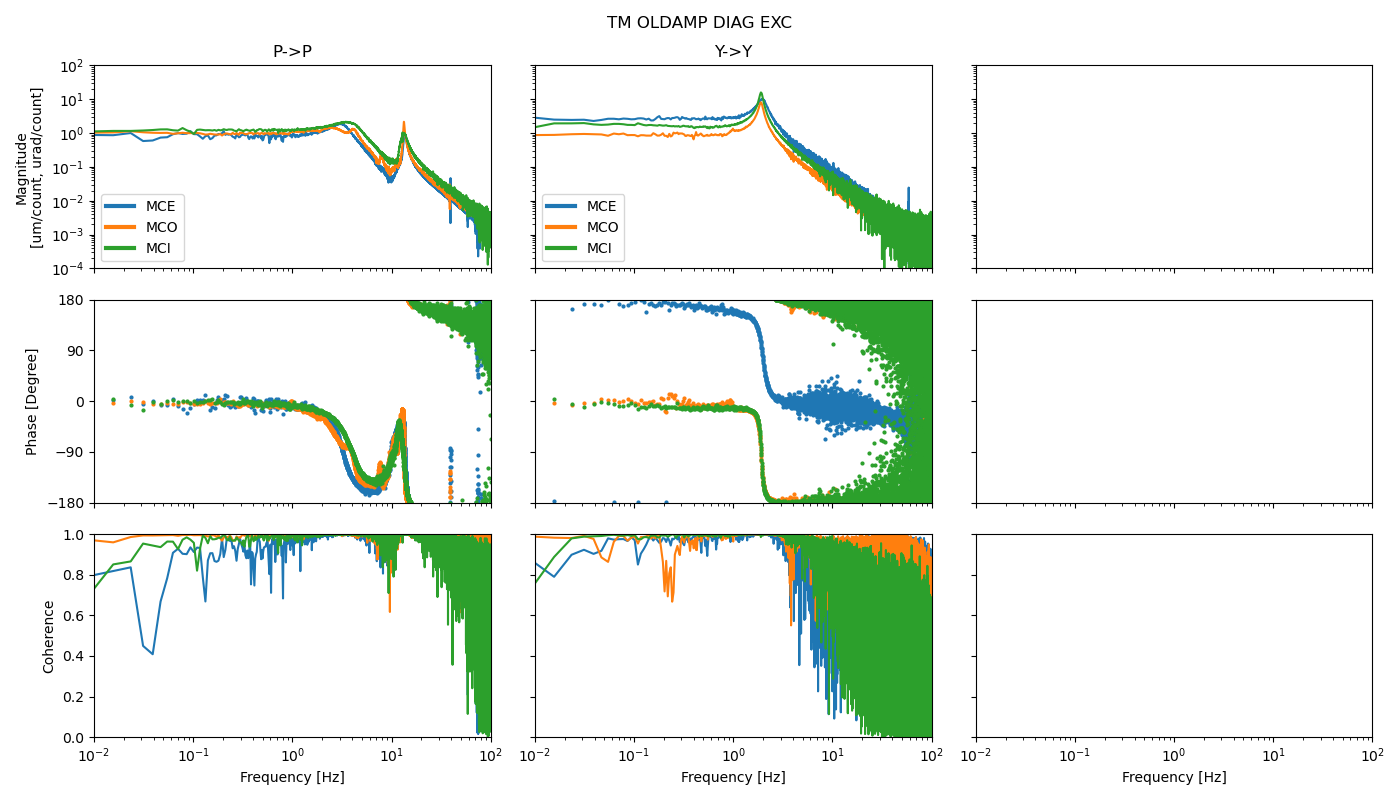 TM OLDAMP DIAG EXC
P->P
Y->Y
Magnitude
[um/count, urad/count]
10²
10¹
10⁰
10⁻¹
10⁻²
10⁻³
10⁻⁴
MCE
MCO
MCI
MCE
MCO
MCI
Phase [Degree]
180
90
0
−90
−180
Coherence
1.0
0.8
0.6
0.4
0.2
0.0
10⁻² 10⁻¹ 10⁰ 10¹ 10²
10⁻² 10⁻¹ 10⁰ 10¹ 10²
10⁻² 10⁻¹ 10⁰ 10¹ 10²
Frequency [Hz]
Frequency [Hz]
Frequency [Hz]